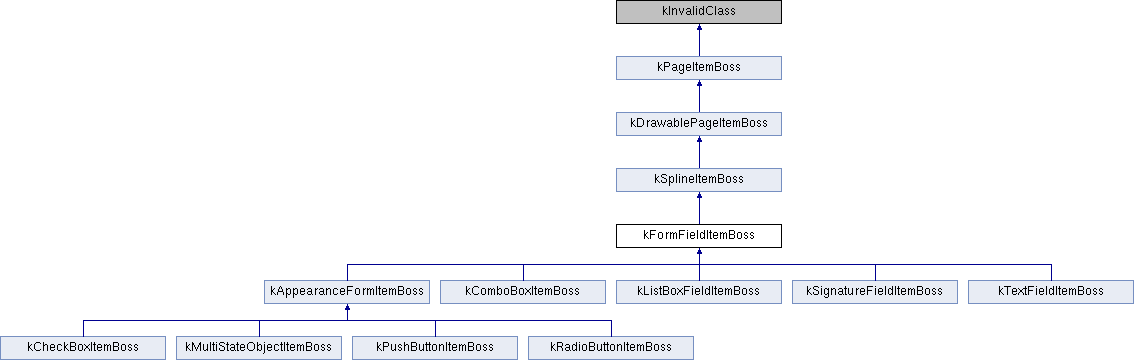 kInvalidClass
kPageItemBoss
kDrawablePageItemBoss
kSplineItemBoss
kFormFieldItemBoss
kAppearanceFormItemBoss kComboBoxItemBoss kListBoxFieldItemBoss kSignatureFieldItemBoss kTextFieldItemBoss
kCheckBoxItemBoss kMultiStateObjectItemBoss kPushButtonItemBoss kRadioButtonItemBoss